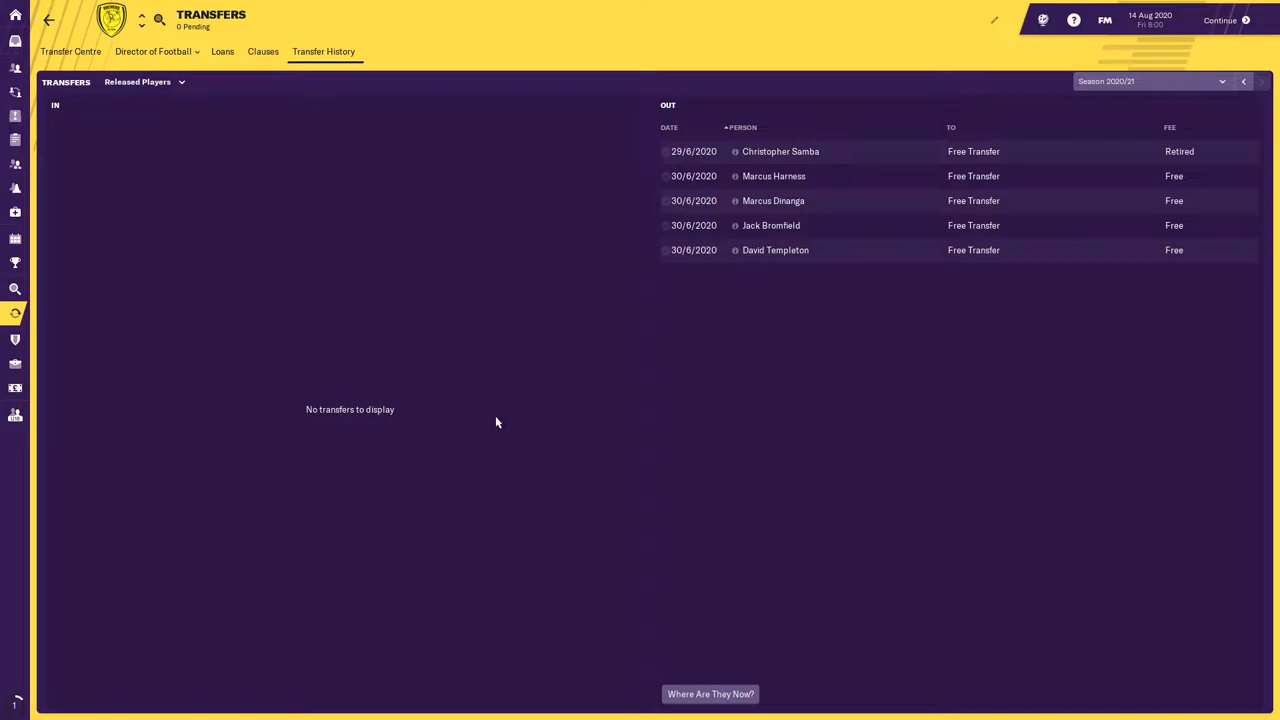 TRANSFERS
0 Pending
FM
14 Aug 2020
Fri 8:00
Continue
Transfer Centre
Director of Football
Loans
Clauses
Transfer History
TRANSFERS
Released Players
Season 2020/21
IN
OUT
DATE PERSON TO FEE
29/6/2020 Christopher Samba Free Transfer Retired
30/6/2020 Marcus Harness Free Transfer Free
30/6/2020 Marcus Dinanga Free Transfer Free
30/6/2020 Jack Bromfield Free Transfer Free
30/6/2020 David Templeton Free Transfer Free
No transfers to display
Where Are They Now?
1